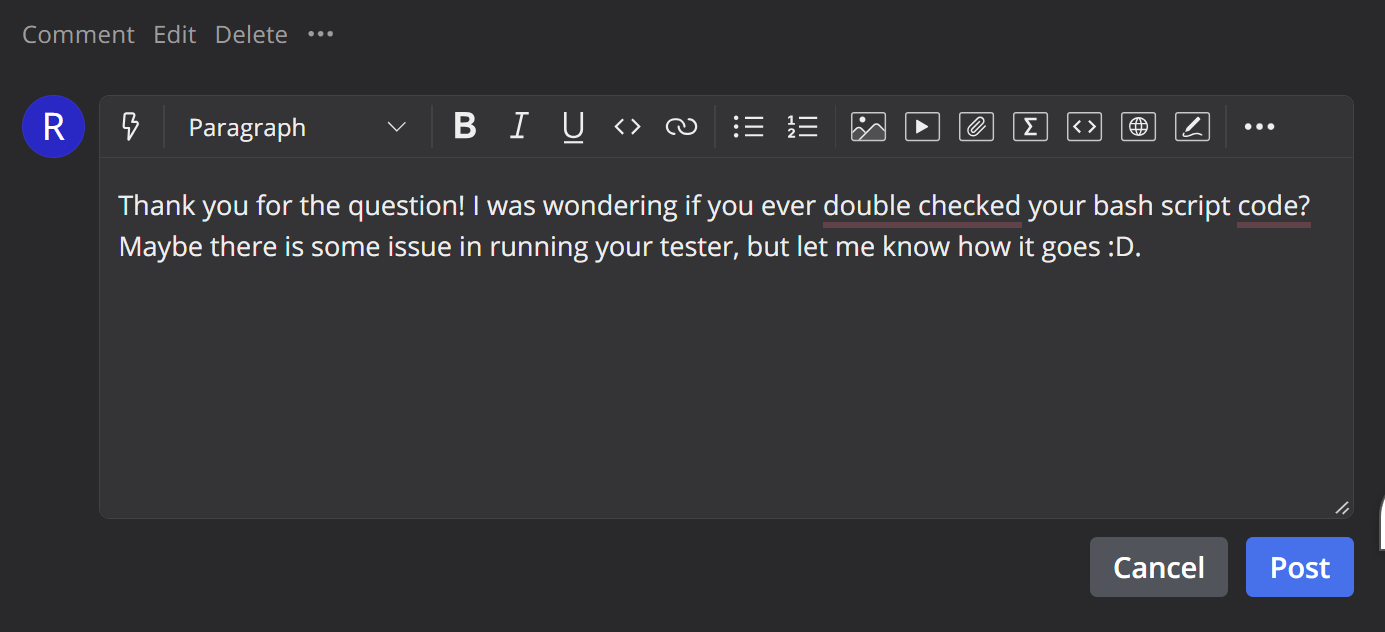 Comment Edit Delete •••
R
Paragraph B I U
Thank you for the question! I was wondering if you ever double checked your bash script code?
Maybe there is some issue in running your tester, but let me know how it goes :D.
Cancel Post